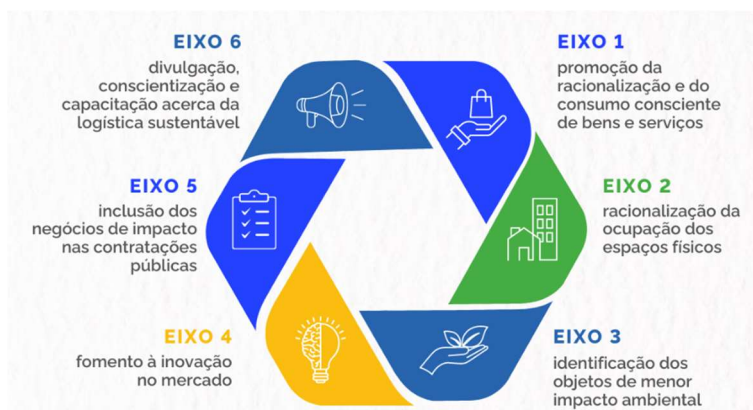 EIXO 1
promoção da
racionalização e do
consumo consciente
de bens e serviços
EIXO 2
racionalização da
ocupação dos
espaços físicos
EIXO 3
identificação dos
objetos de menor
impacto ambiental
EIXO 4
fomento à inovação
no mercado
EIXO 5
inclusão dos
negócios de impacto
nas contratações
públicas
EIXO 6
divulgação,
conscientização e
capacitação acerca da
logística sustentável